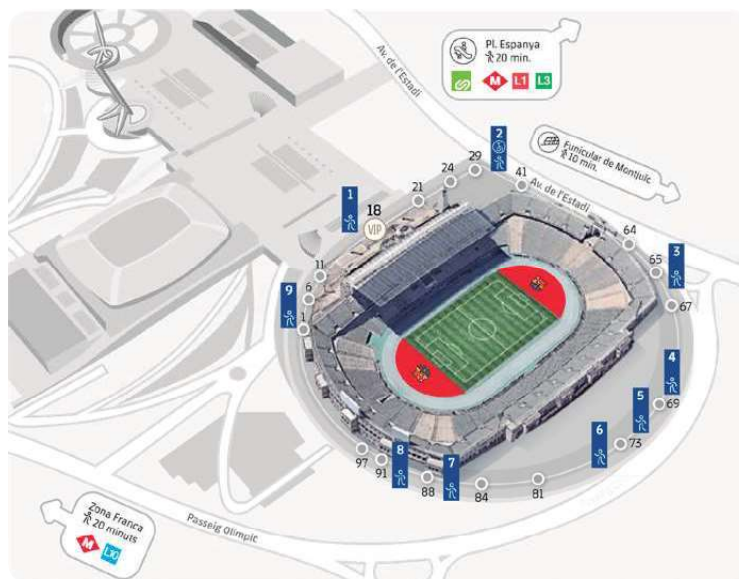 Av. de l'Estadi
Pl. Espanya
20 min.
M L1 L3
Funicular de Montjuïc
10 min.
Av. de l'Estadi
1
18
VIP
21
24
29
2
41
64
65
3
67
11
6
9
1
4
5
69
6
73
97
91
8
88
7
84
81
Passeig Olímpic
Zona Franca
20 minuts
M L10